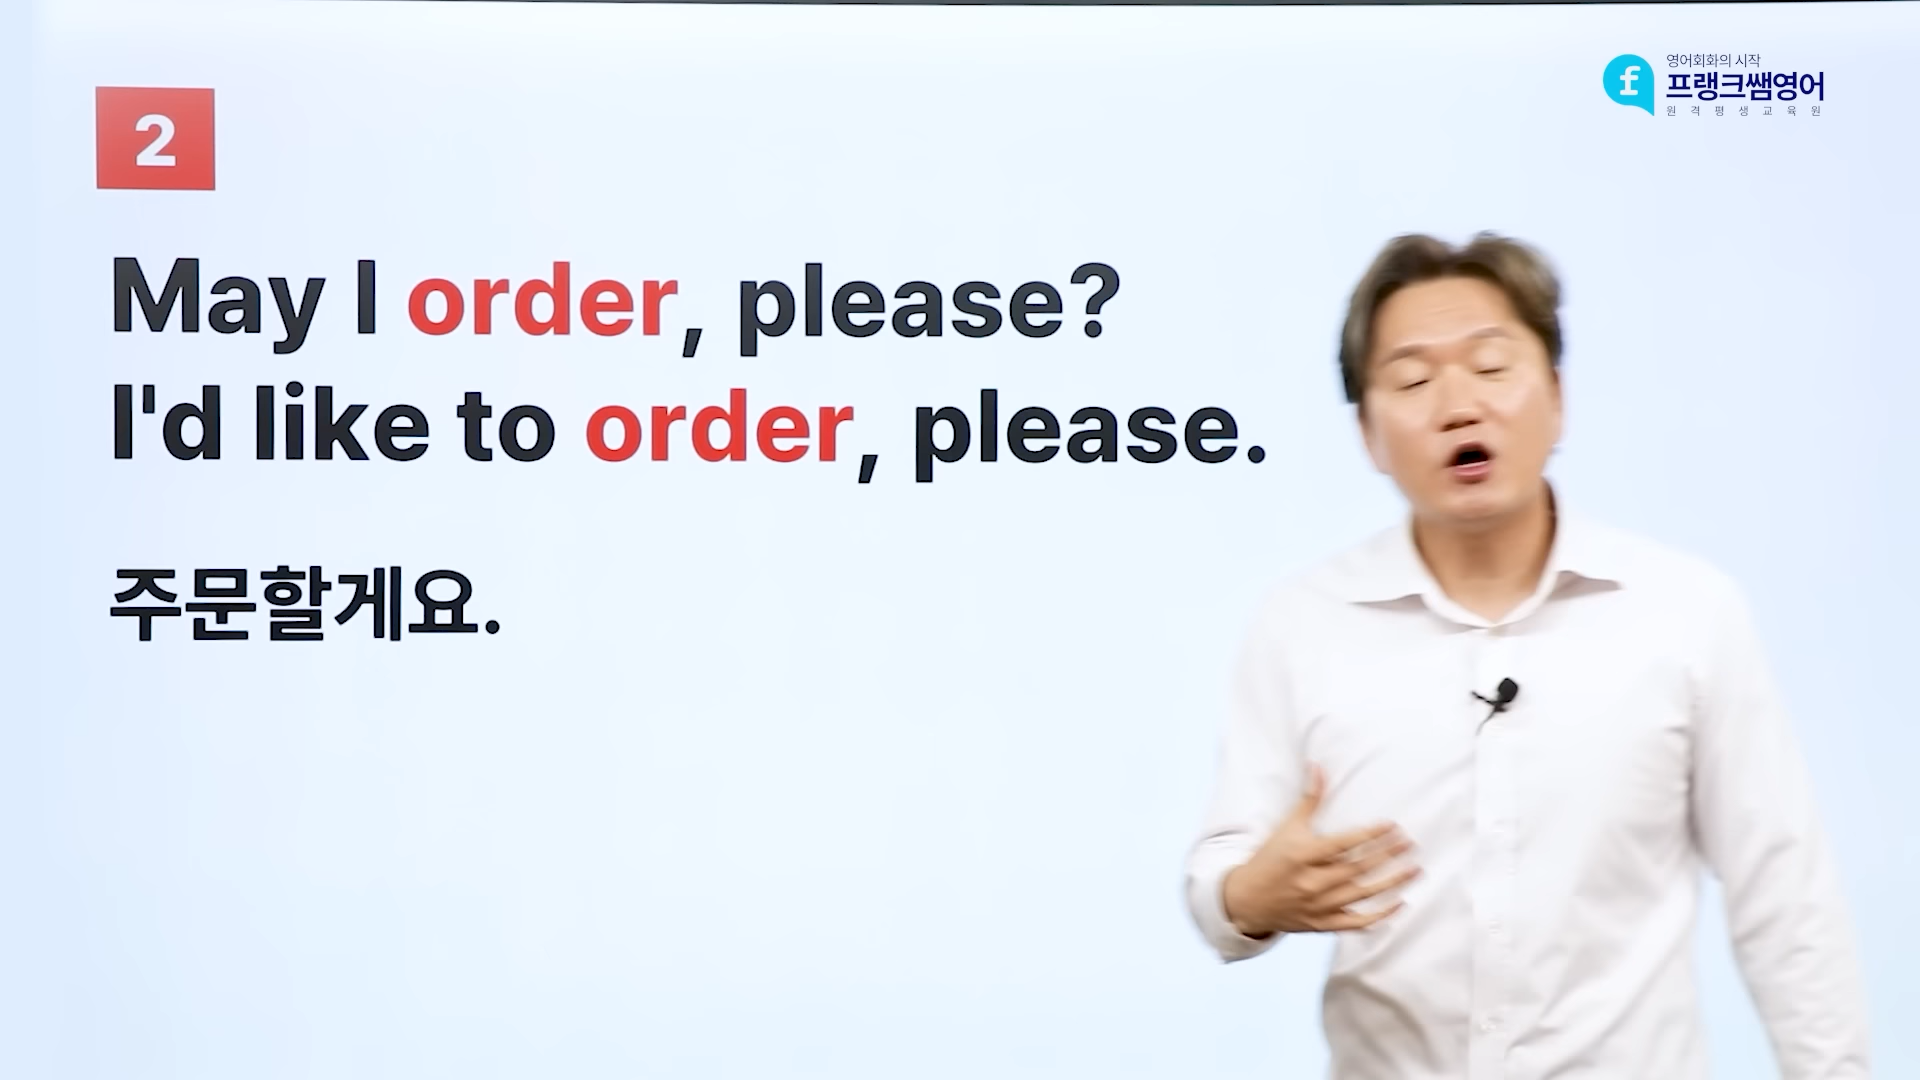 2
May I order, please?
I'd like to order, please.
주문할게요.
f
영어회화의 시작
프랭크쌤영어
원격평생교육원